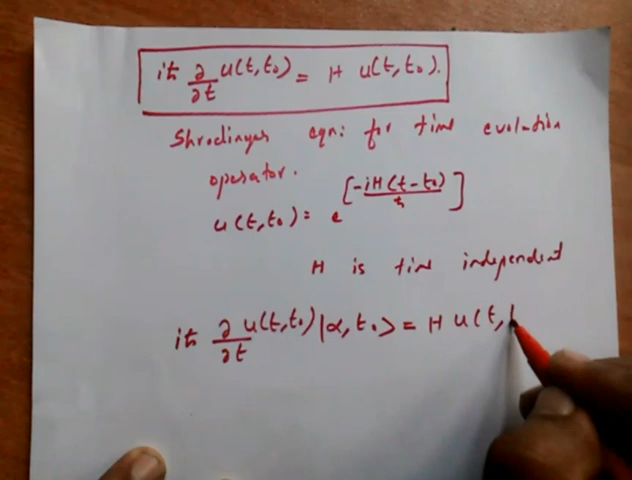 iħ ∂/∂t U(t,t₀) = H U(t,t₀).
Shrodinger eqn: for time evolution
operator.
U(t,t₀) = e^[-iH(t-t₀)/ħ]
H is time independent
iħ ∂/∂t U(t,t₀)|α,t₀> = H U(t,